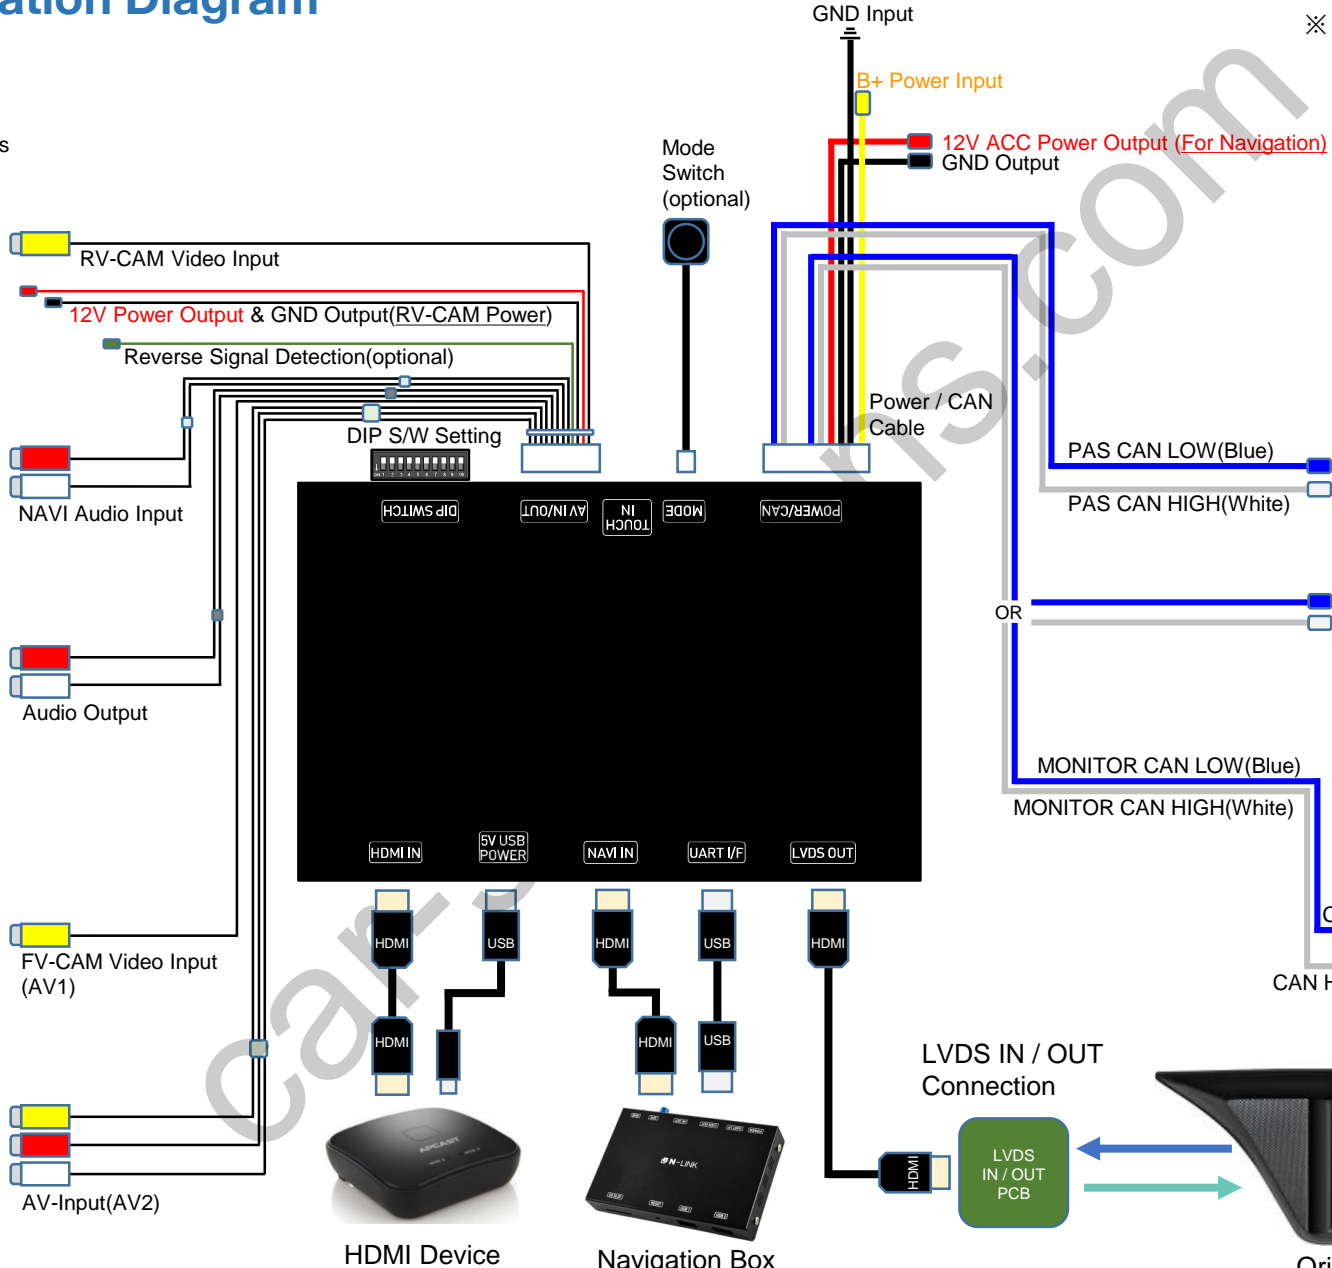 ation Diagram
GND Input
※
B+ Power Input
s
12V ACC Power Output (For Navigation)
GND Output
Mode
Switch
(optional)
RV-CAM Video Input
12V Power Output & GND Output(RV-CAM Power)
Reverse Signal Detection(optional)
DIP S/W Setting
Power / CAN
Cable
PAS CAN LOW(Blue)
PAS CAN HIGH(White)
NAVI Audio Input
DIP SWITCH
AV IN/OUT
TOUCH
IN
MODE
POWER/CAN
OR
Audio Output
MONITOR CAN LOW(Blue)
MONITOR CAN HIGH(White)
HDMI IN
5V USB
POWER
NAVI IN
UART I/F
LVDS OUT
HDMI
USB
HDMI
USB
HDMI
C
FV-CAM Video Input
(AV1)
CAN H
HDMI
HDMI
USB
LVDS IN / OUT
Connection
APCAST
N-LINK
HDMI
LVDS
IN / OUT
PCB
AV-Input(AV2)
HDMI Device
Navigation Box
Ori